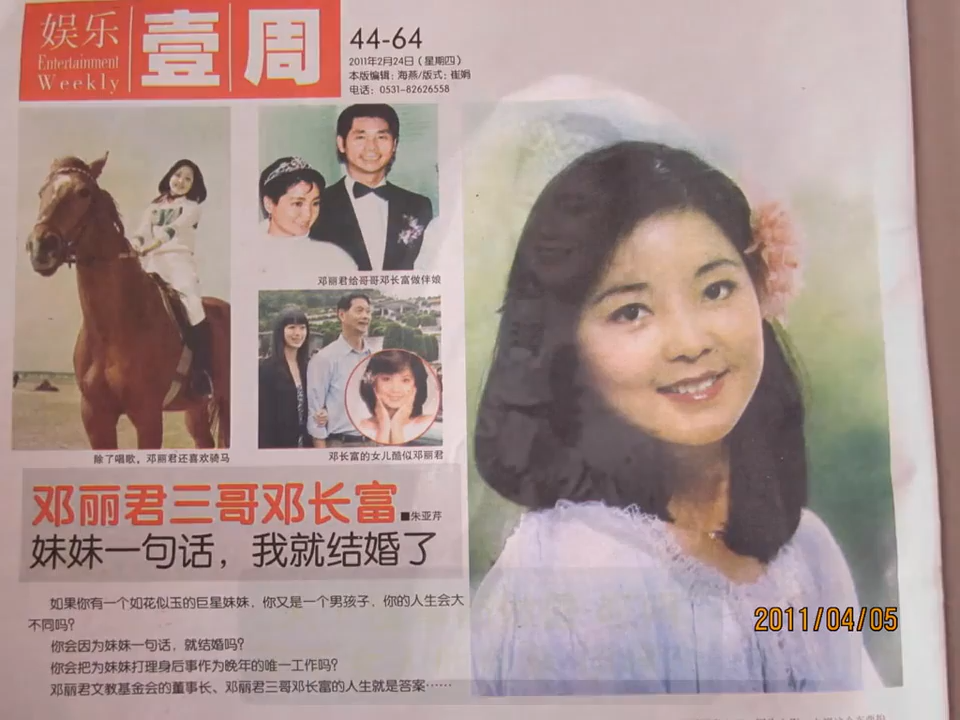 娱乐
Entertainment
Weekly
壹周
44-64
2011年2月24日（星期四）
本版编辑：海燕/版式：崔娟
电话：0531-82626558
邓丽君给哥哥邓长富做伴娘
除了唱歌，邓丽君还喜欢骑马
邓长富的女儿酷似邓丽君
邓丽君三哥邓长富
■朱亚芹
妹妹一句话，我就结婚了
如果你有一个如花似玉的巨星妹妹，你又是一个男孩子，你的人生会大
不同吗？
你会因为妹妹一句话，就结婚吗？
你会把为妹妹打理身后事作为晚年的唯一工作吗？
邓丽君文教基金会的董事长、邓丽君三哥邓长富的人生就是答案……
2011/04/05